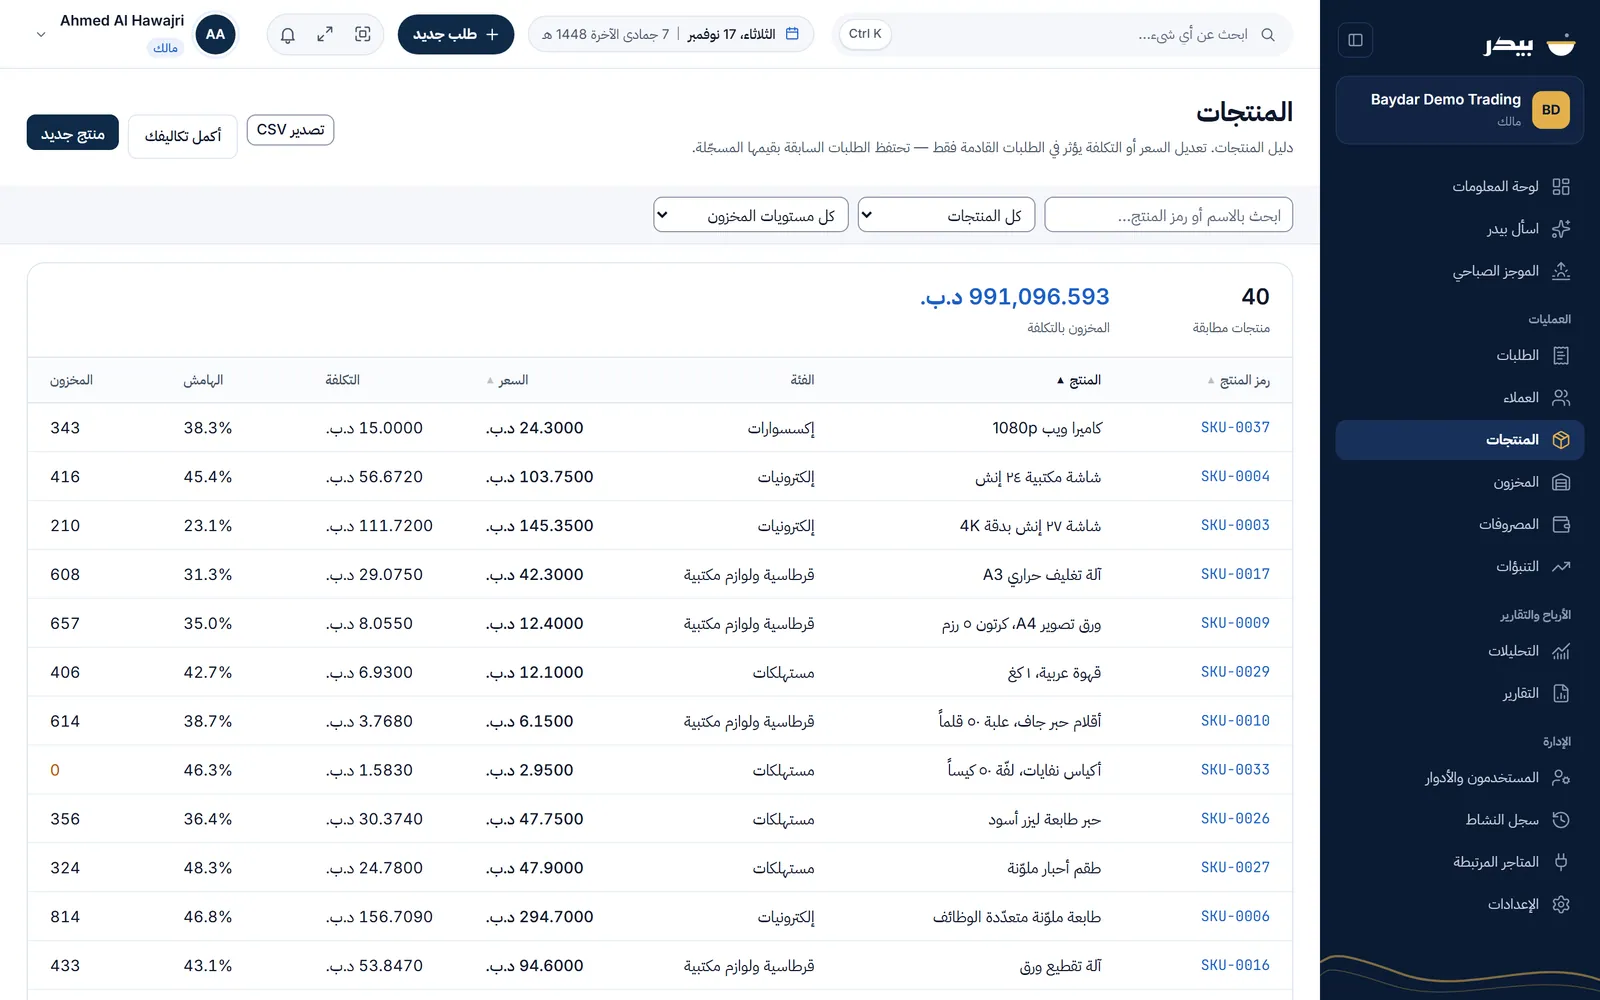 بيدر
BD
Baydar Demo Trading
مالك
لوحة المعلومات
اسأل بيدر
الموجز الصباحي
العمليات
الطلبات
العملاء
المنتجات
المخزون
المصروفات
التنبؤات
الأرباح والتقارير
التحليلات
التقارير
الإدارة
المستخدمون والأدوار
سجل النشاط
المتاجر المرتبطة
الإعدادات
ابحث عن أي شيء...
Ctrl K
الثلاثاء، 17 نوفمبر | 7 جمادى الآخرة 1448 هـ
+ طلب جديد
AA
Ahmed Al Hawajri
مالك
المنتجات
دليل المنتجات. تعديل السعر أو التكلفة يؤثر في الطلبات القادمة فقط — تحتفظ الطلبات السابقة بقيمها المسجّلة.
تصدير CSV
أكمل تكاليفك
منتج جديد
ابحث بالاسم أو رمز المنتج...
كل المنتجات
كل مستويات المخزون
40
منتجات مطابقة
991,096.593 د.ب.
المخزون بالتكلفة
رمز المنتج ▲ المنتج ▲ الفئة السعر ▲ التكلفة الهامش المخزون
SKU-0037 كاميرا ويب 1080p إكسسوارات 24.3000 د.ب. 15.0000 د.ب. 38.3% 343
SKU-0004 شاشة مكتبية ٢٤ إنش إلكترونيات 103.7500 د.ب. 56.6720 د.ب. 45.4% 416
SKU-0003 شاشة ٢٧ إنش بدقة 4K إلكترونيات 145.3500 د.ب. 111.7200 د.ب. 23.1% 210
SKU-0017 آلة تغليف حراري A3 قرطاسية ولوازم مكتبية 42.3000 د.ب. 29.0750 د.ب. 31.3% 608
SKU-0009 ورق تصوير A4، كرتون ٥ رزم قرطاسية ولوازم مكتبية 12.4000 د.ب. 8.0550 د.ب. 35.0% 657
SKU-0029 قهوة عربية، ١ كغ مستهلكات 12.1000 د.ب. 6.9300 د.ب. 42.7% 406
SKU-0010 أقلام حبر جاف، علبة ٥٠ قلماً قرطاسية ولوازم مكتبية 6.1500 د.ب. 3.7680 د.ب. 38.7% 614
SKU-0033 أكياس نفايات، لفّة ٥٠ كيساً مستهلكات 2.9500 د.ب. 1.5830 د.ب. 46.3% 0
SKU-0026 حبر طابعة ليزر أسود مستهلكات 47.7500 د.ب. 30.3740 د.ب. 36.4% 356
SKU-0027 طقم أحبار ملوّنة مستهلكات 47.9000 د.ب. 24.7800 د.ب. 48.3% 324
SKU-0006 طابعة ملوّنة متعدّدة الوظائف إلكترونيات 294.7000 د.ب. 156.7090 د.ب. 46.8% 814
SKU-0016 آلة تقطيع ورق قرطاسية ولوازم مكتبية 94.6000 د.ب. 53.8470 د.ب. 43.1% 433